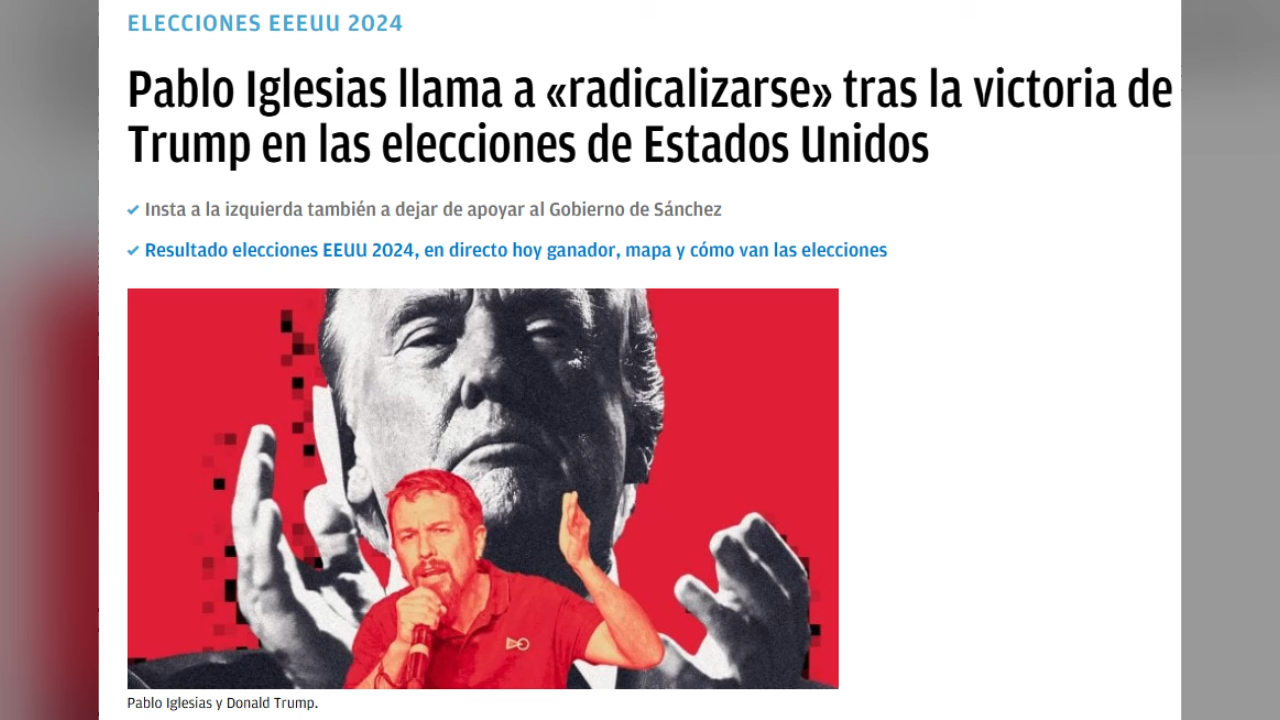 ELECCIONES EEEUU 2024
Pablo Iglesias llama a «radicalizarse» tras la victoria de
Trump en las elecciones de Estados Unidos
Insta a la izquierda también a dejar de apoyar al Gobierno de Sánchez
Resultado elecciones EEUU 2024, en directo hoy ganador, mapa y cómo van las elecciones
Pablo Iglesias y Donald Trump.